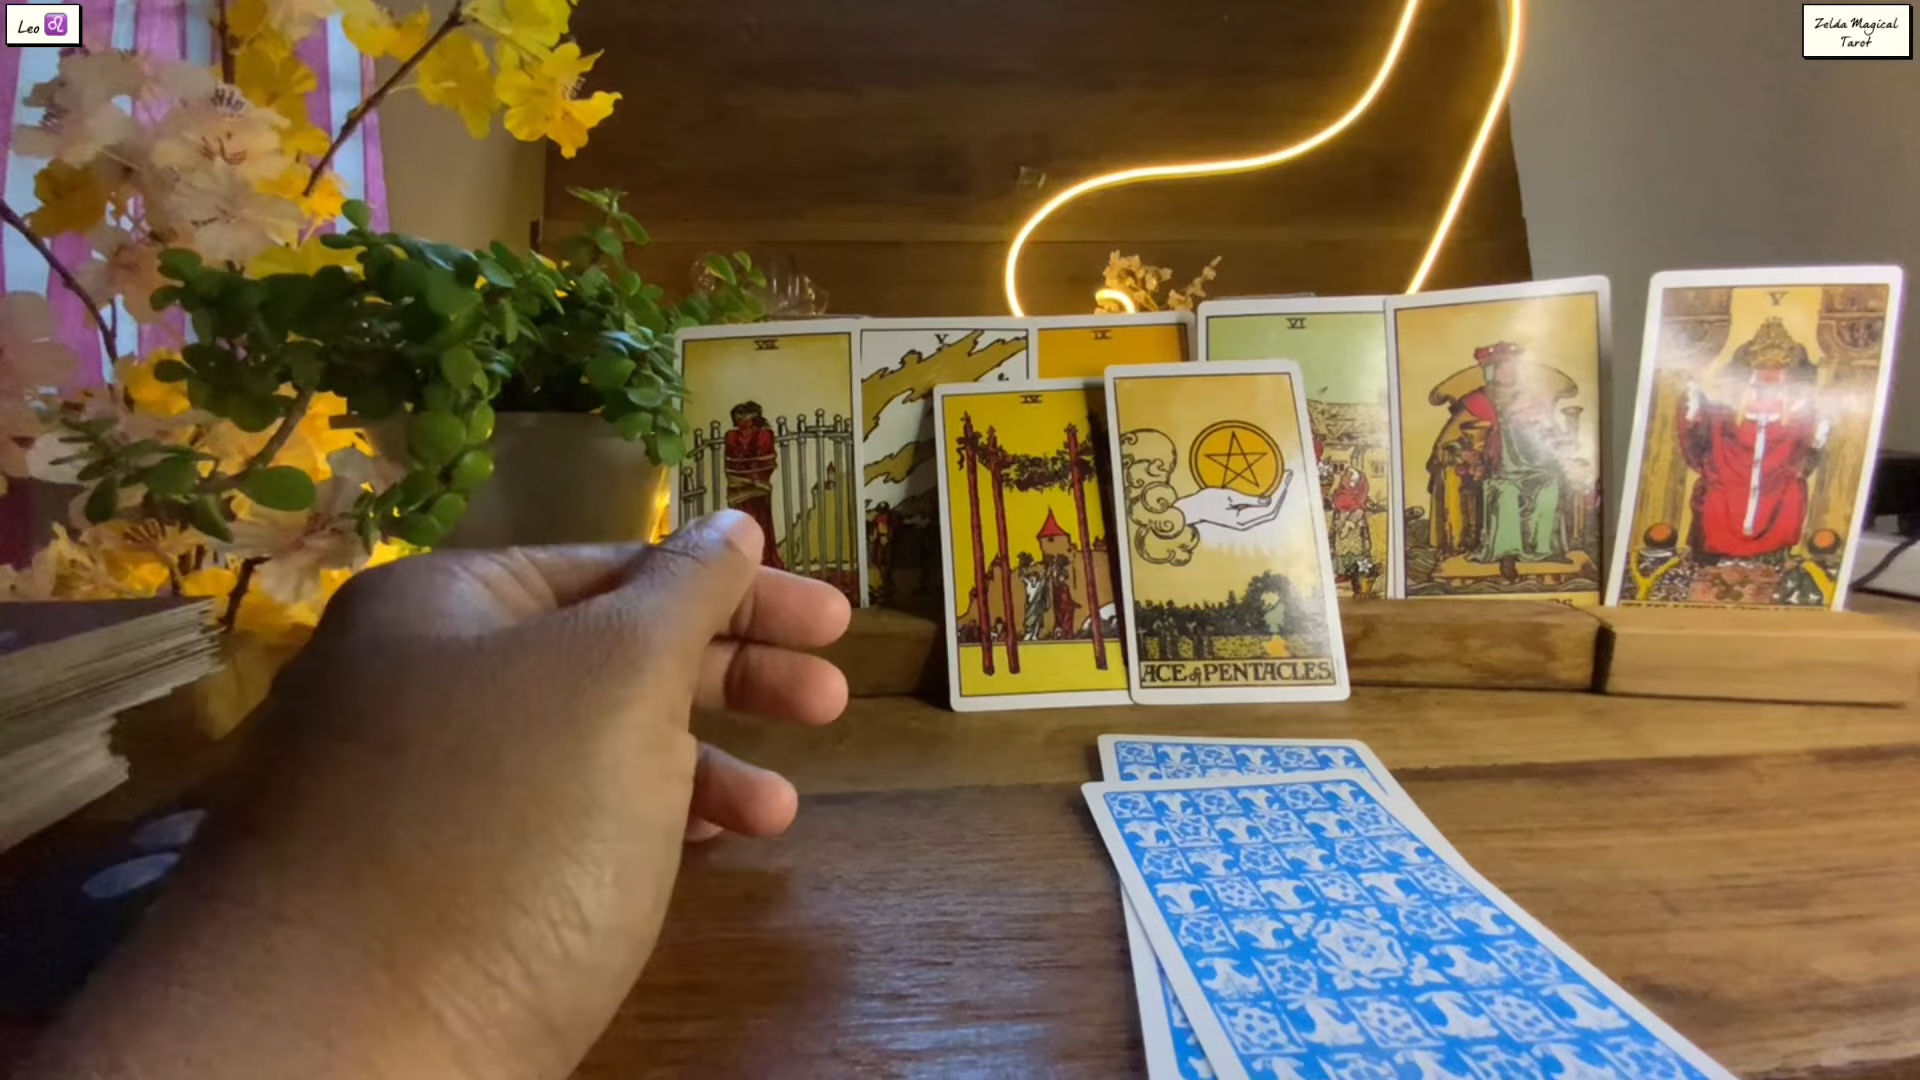 Leo ♌
Zelda Magical
Tarot
VIII
X
IX
VI
V
IV
ACE of PENTACLES